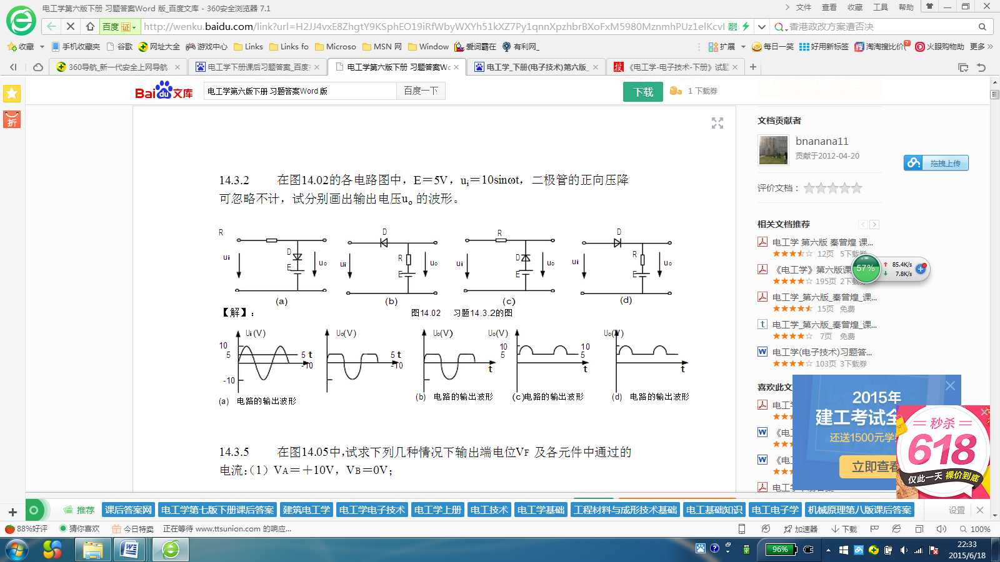 电工学第六版下册 习题答案Word 版_百度文库 - 360安全浏览器 7.1
文件 查看 收藏 工具 帮助
百度 证
http://wenku.baidu.com/link?url=H2JJ4vxE8ZhgtY9KSphEO19iRfWbyWXYh51kXZ7Py1qnnXpzhbrBXoFxM5980MznmhPUz1elKcvl
香港政改方案遭否决
收藏 手机收藏夹 谷歌 网址大全 游戏中心 Links Links fo Microso MSN 网 Window 爱词霸在 有利网_
扩展 每日一笑 好用新标签 淘淘搜比价( 火眼购物助 更多 »
360导航_新一代安全上网导航
电工学下册课后习题答案_百度
电工学第六版下册 习题答案Wo
电工学_下册(电子技术)第六版_
《电工学-电子技术-下册》试题
Bai du 文库
电工学第六版下册 习题答案Word 版
百度一下
下载
1 下载券
折
14.3.2 在图14.02的各电路图中，E＝5V，ui＝10sinωt，二极管的正向压降
可忽略不计，试分别画出输出电压uo 的波形。
R D R D
D R D R
ui uo ui uo ui uo ui uo
E E E E
(a) (b) (c) (d)
【解】： 图14.02 习题14.3.2的图
Ui (V) Uo(V) Uo(V) Uo(V) Uo(V)
10 10 10
5 5 t 5 t 5 5
-10 -10 t t t
-10
(a) 电路的输出波形 (b) 电路的输出波形 (c)电路的输出波形 (d) 电路的输出波形
14.3.5 在图14.05中,试求下列几种情况下输出端电位VF 及各元件中通过的
电流:（1）VA＝＋10V，VB＝0V；
文档贡献者
bnanana11
贡献于2012-04-20
拖拽上传
评价文档：
相关文档推荐
电工学 第六版 秦曾煌 课...
12页 5下载券
《电工学》第六版课
195页 2下载
电工学_第六版_秦曾煌_课...
15页 免费
电工学_第六版_秦曾煌_课...
7页 免费
电工学(电子技术)习题答...
103页 3下载券
57%
85.4K/s
7.8K/s
喜欢此文
电工
《电
《电
电工
2015年
建工考试全
还送1500元学
立即查看
秒杀
618
仅此一天 裸价到底
推荐 课后答案网 电工学第七版下册课后答案 建筑电工学 电工学电子技术 电工学上册 电工技术 电工学基础 工程材料与成形技术基础 电工基础知识 电工电子学 机械原理第八版课后答案 设置
88%好评 猜你喜欢 今日特卖 正在等待 www.ttsunion.com 的响应...
加速器 下载 100%
96%
22:33
2015/6/18